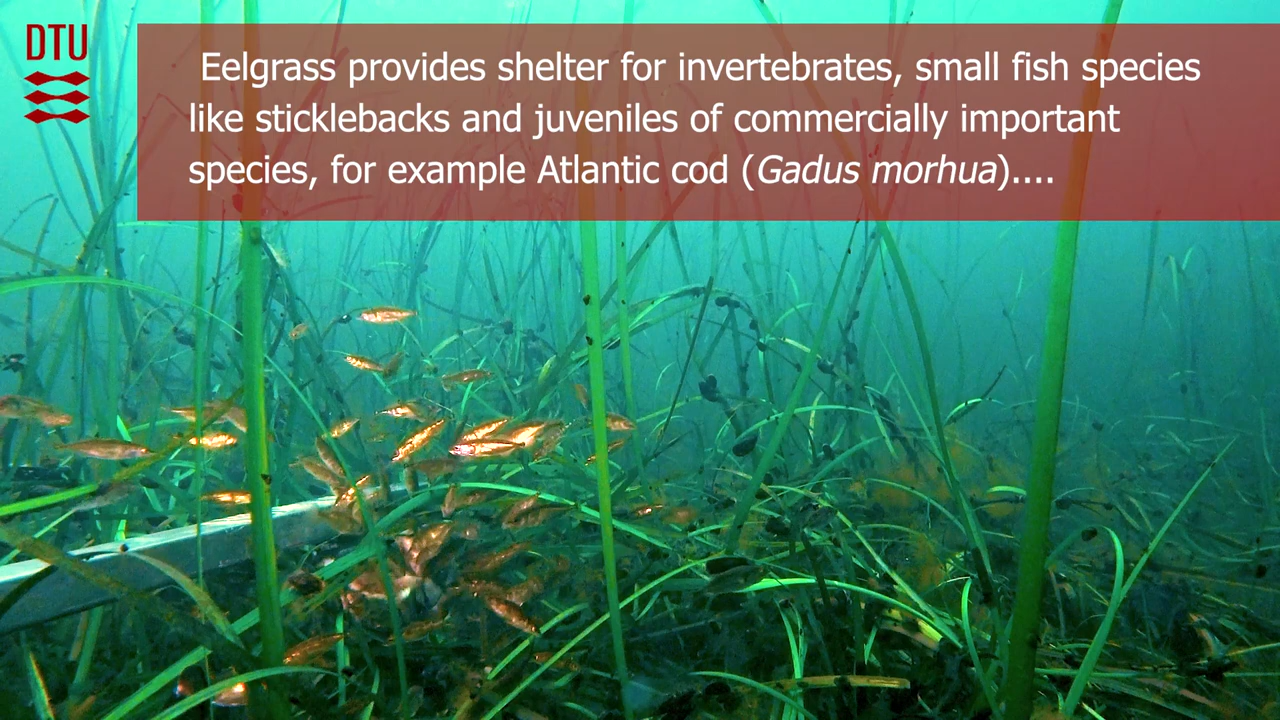 DTU
Eelgrass provides shelter for invertebrates, small fish species
like sticklebacks and juveniles of commercially important
species, for example Atlantic cod (Gadus morhua)....